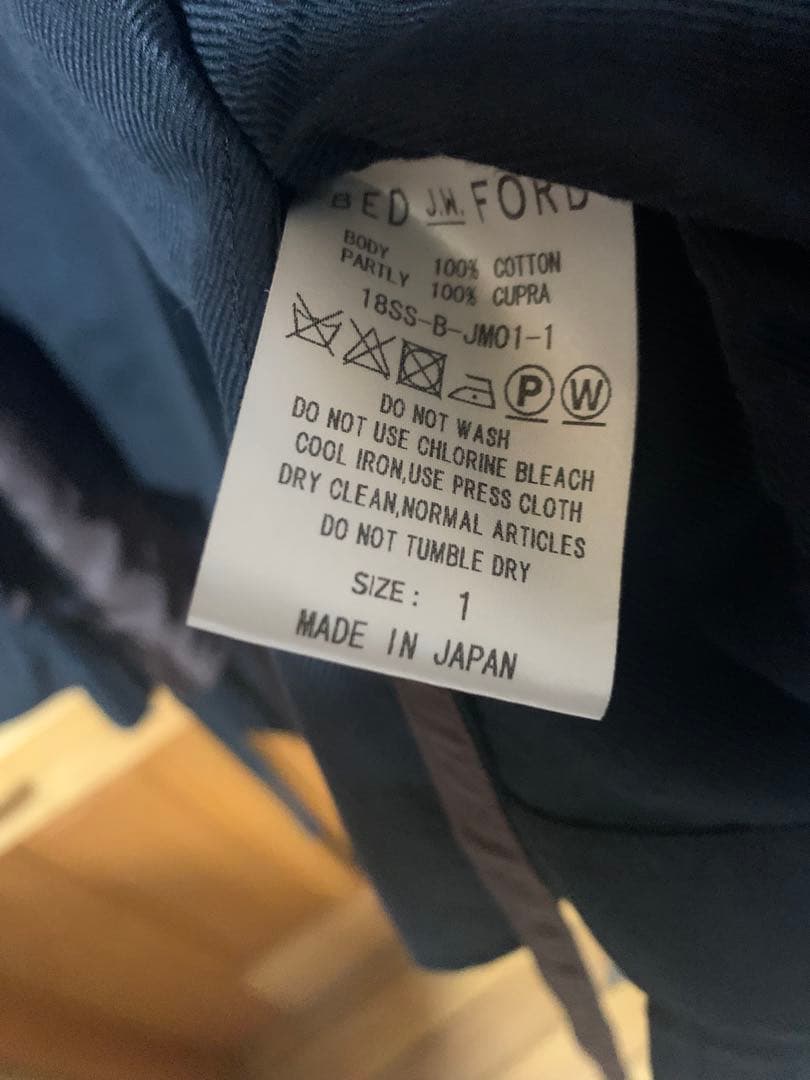 BED J.W. FORD
BODY 100% COTTON
PARTLY 100% CUPRA
18SS-B-JM01-1
P W
DO NOT WASH
DO NOT USE CHLORINE BLEACH
COOL IRON,USE PRESS CLOTH
DRY CLEAN,NORMAL ARTICLES
DO NOT TUMBLE DRY
SIZE: 1
MADE IN JAPAN